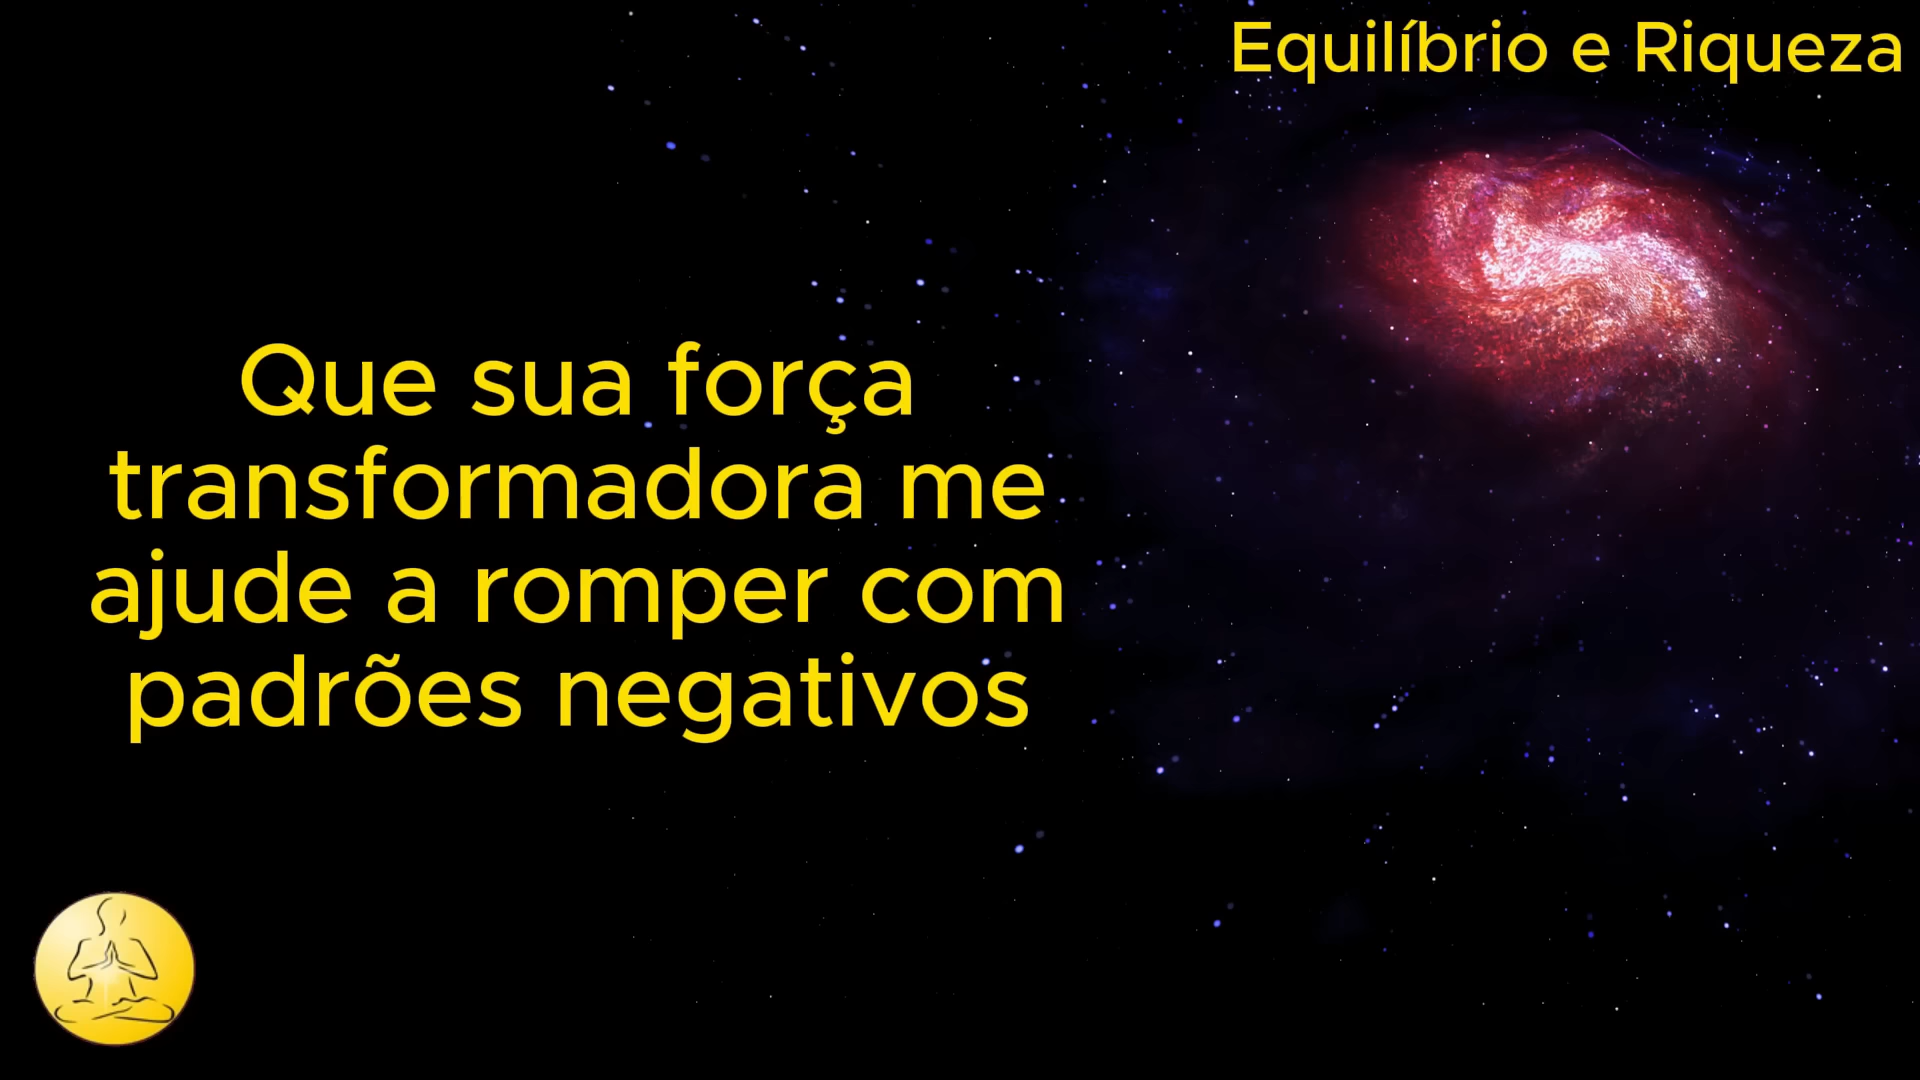 Equilíbrio e Riqueza
Que sua força
transformadora me
ajude a romper com
padrões negativos